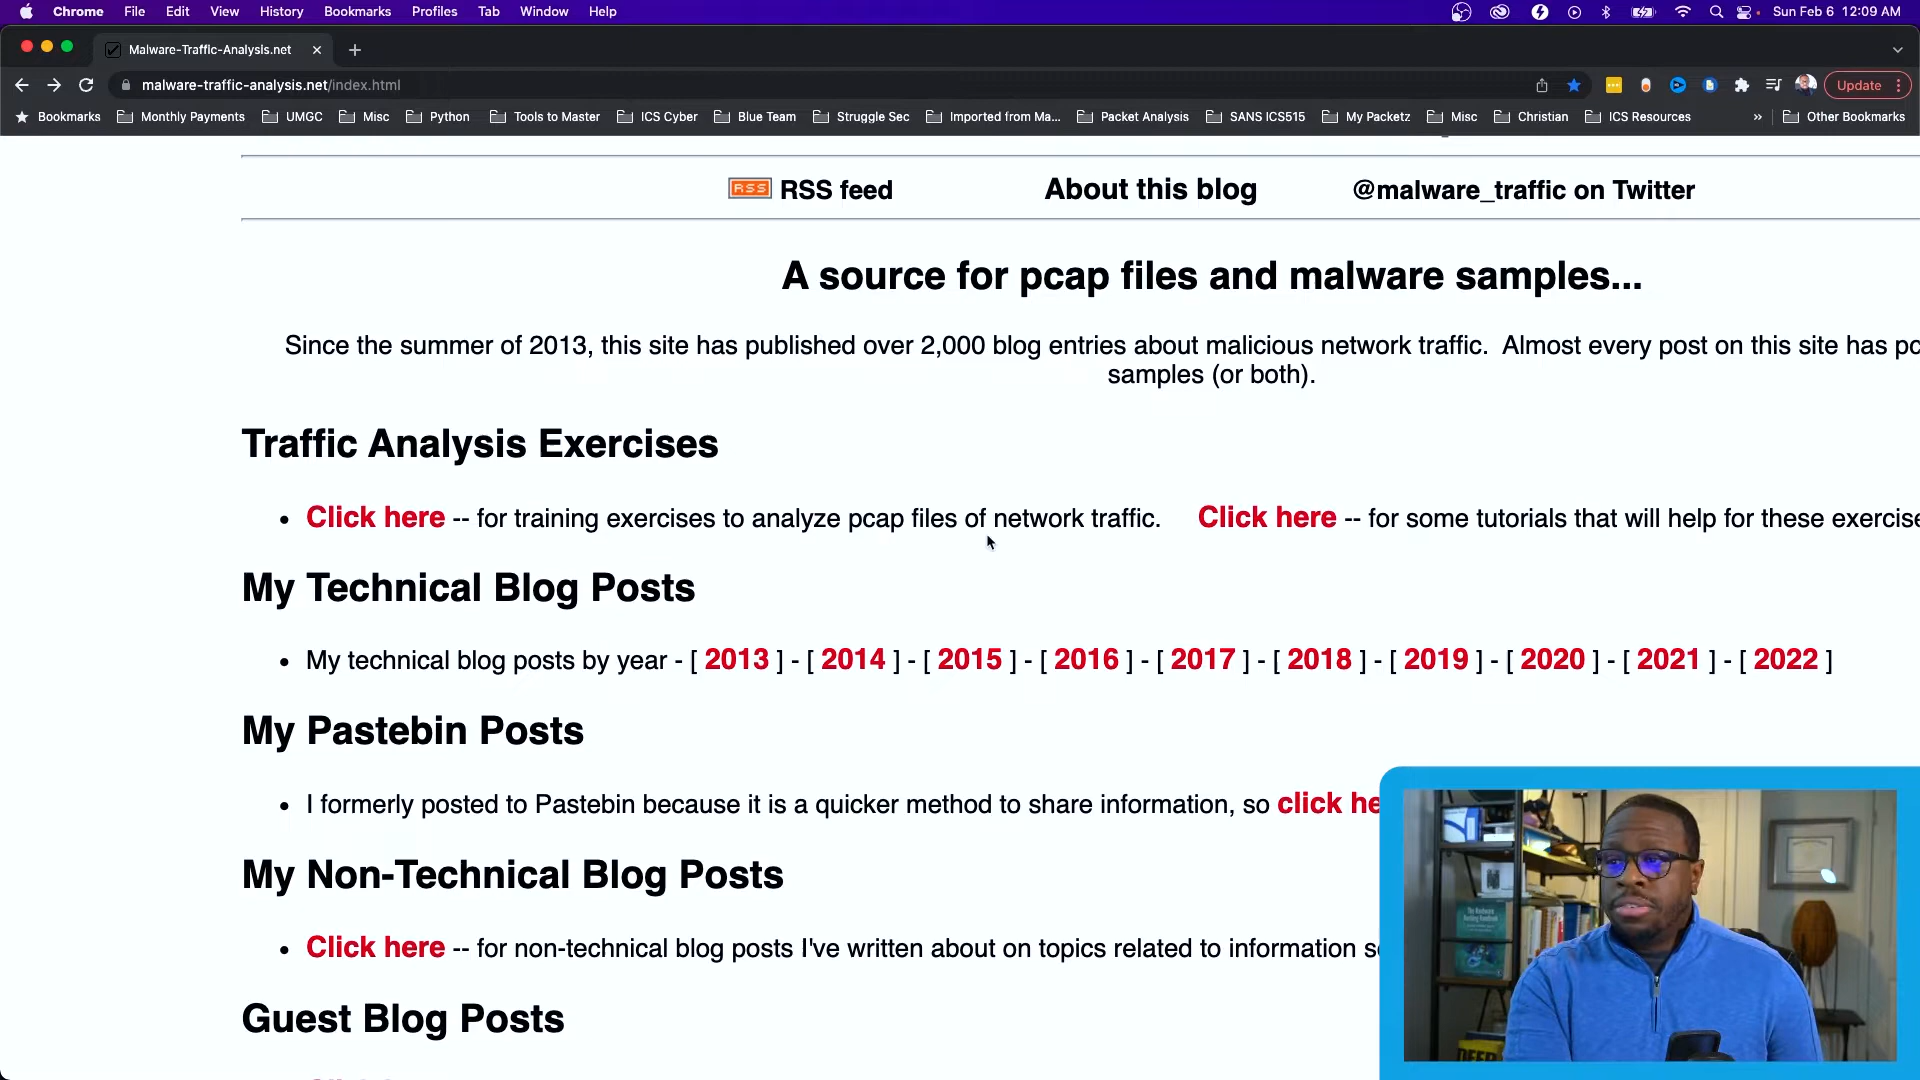 Chrome File Edit View History Bookmarks Profiles Tab Window Help Sun Feb 6 12:09 AM
Malware-Traffic-Analysis.net
malware-traffic-analysis.net/index.html Update
Bookmarks Monthly Payments UMGC Misc Python Tools to Master ICS Cyber Blue Team Struggle Sec Imported from Ma... Packet Analysis SANS ICS515 My Packetz Misc Christian ICS Resources » Other Bookmarks
RSS RSS feed About this blog @malware_traffic on Twitter
A source for pcap files and malware samples...
Since the summer of 2013, this site has published over 2,000 blog entries about malicious network traffic. Almost every post on this site has pc
samples (or both).
Traffic Analysis Exercises
• Click here -- for training exercises to analyze pcap files of network traffic. Click here -- for some tutorials that will help for these exercise
My Technical Blog Posts
• My technical blog posts by year - [ 2013 ] - [ 2014 ] - [ 2015 ] - [ 2016 ] - [ 2017 ] - [ 2018 ] - [ 2019 ] - [ 2020 ] - [ 2021 ] - [ 2022 ]
My Pastebin Posts
• I formerly posted to Pastebin because it is a quicker method to share information, so click he
My Non-Technical Blog Posts
• Click here -- for non-technical blog posts I've written about on topics related to information s
Guest Blog Posts